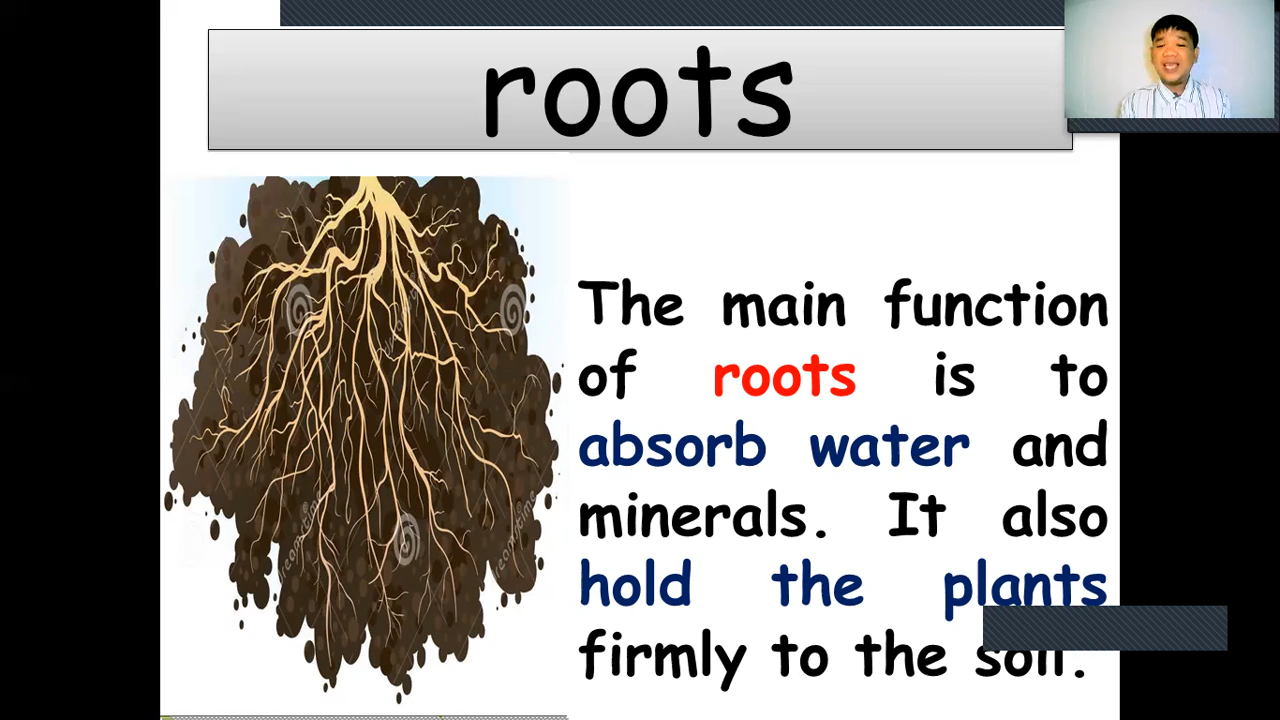 roots
The main function
of roots is to
absorb water and
minerals. It also
hold the plants
firmly to the soil.